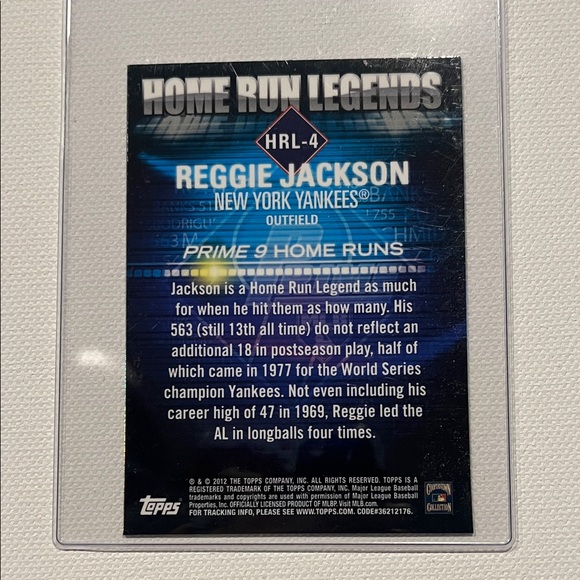 HOME RUN LEGENDS
HRL-4
REGGIE JACKSON
NEW YORK YANKEES®
OUTFIELD
PRIME 9 HOME RUNS
Jackson is a Home Run Legend as much
for when he hit them as how many. His
563 (still 13th all time) do not reflect an
additional 18 in postseason play, half of
which came in 1977 for the World Series
champion Yankees. Not even including his
career high of 47 in 1969, Reggie led the
AL in longballs four times.
® & © 2012 THE TOPPS COMPANY, INC. ALL RIGHTS RESERVED. TOPPS IS A
REGISTERED TRADEMARK OF THE TOPPS COMPANY, INC. Major League Baseball
trademarks and copyrights are used with permission of Major League Baseball
Properties, Inc. OFFICIALLY LICENSED PRODUCT OF MLBP. Visit MLB.com.
FOR TRACKING INFO, PLEASE SEE WWW.TOPPS.COM. CODE#36212176.
Topps
COOPERSTOWN
COLLECTION